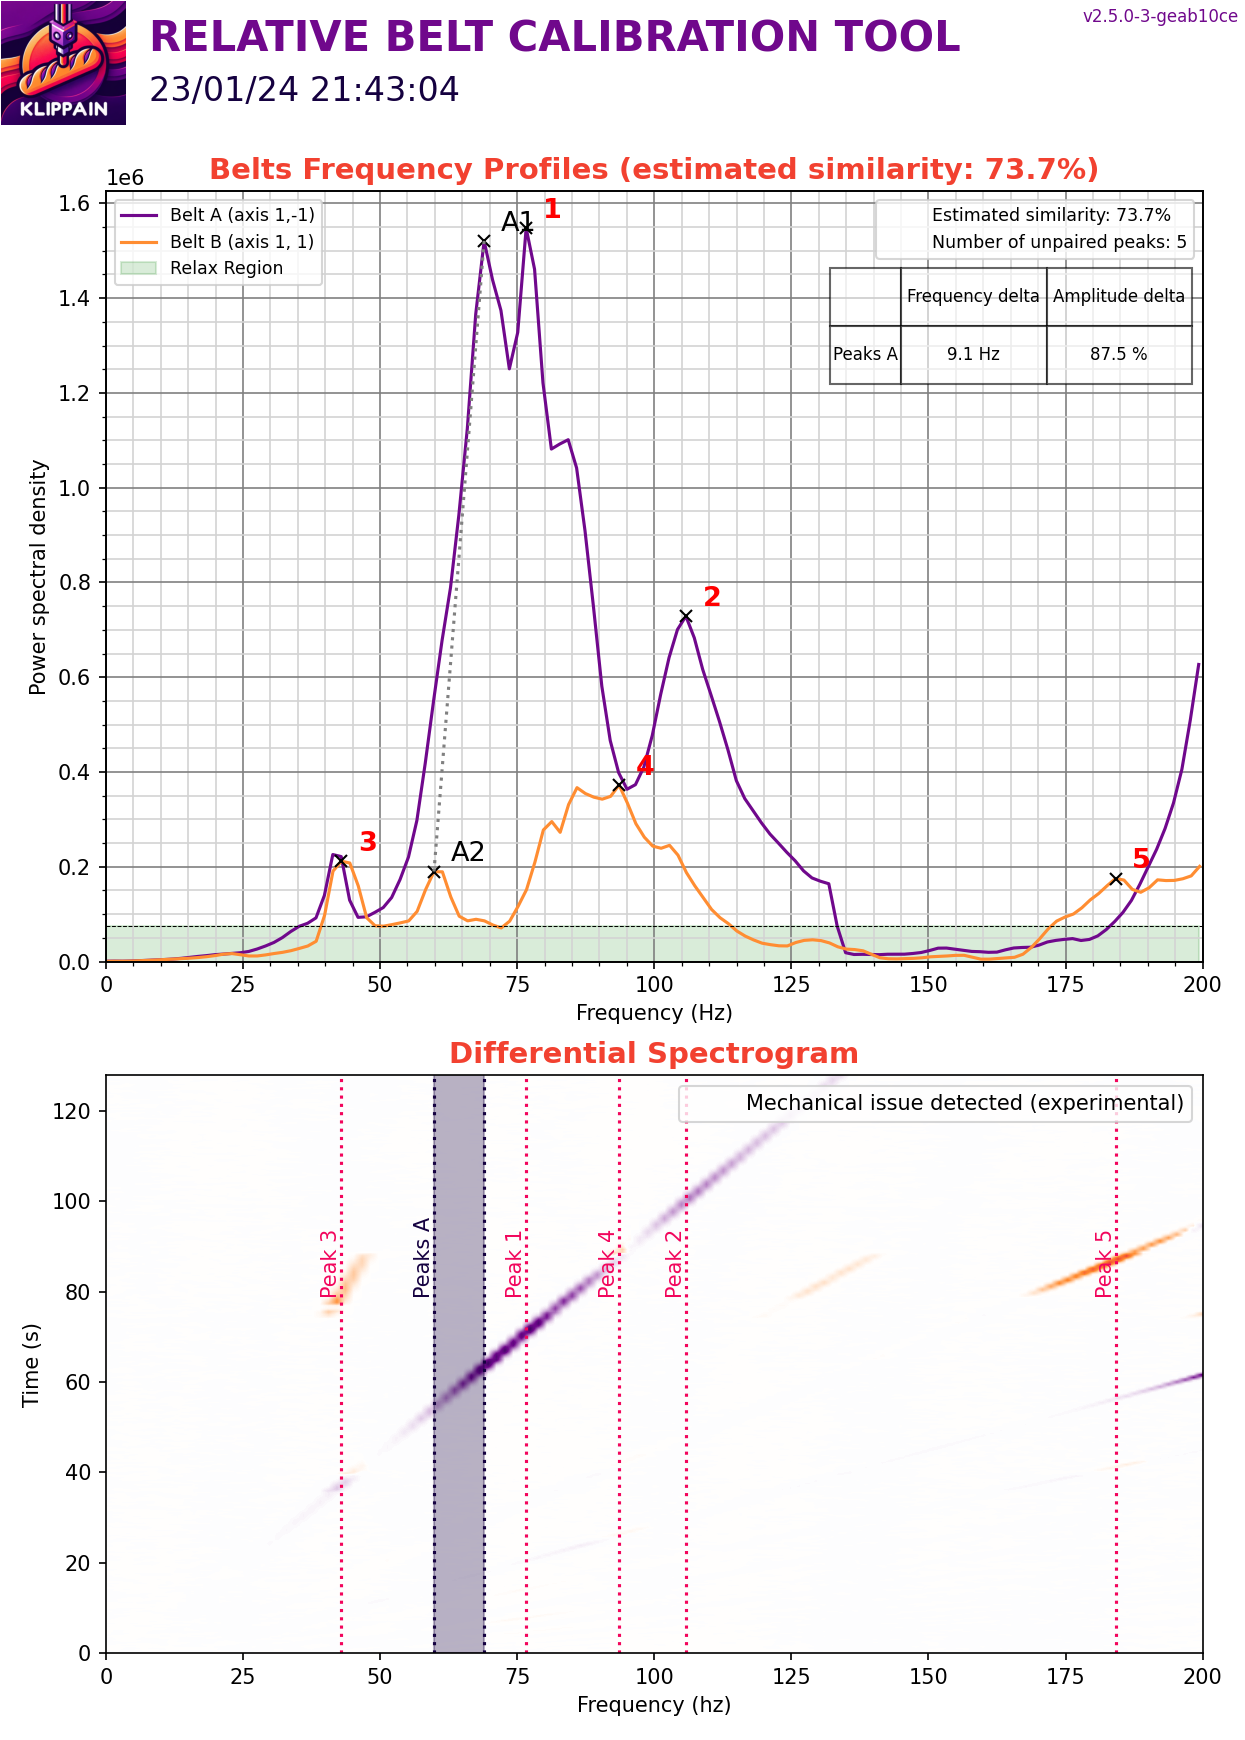 v2.5.0-3-geab10ce
RELATIVE BELT CALIBRATION TOOL
23/01/24 21:43:04
KLIPPAIN
Belts Frequency Profiles (estimated similarity: 73.7%)
1e6
Belt A (axis 1,-1)
Belt B (axis 1, 1)
Relax Region
Estimated similarity: 73.7%
Number of unpaired peaks: 5
Frequency delta Amplitude delta
Peaks A 9.1 Hz 87.5 %
A1 1
2
3
A2
4
5
1.6
1.4
1.2
1.0
0.8
0.6
0.4
0.2
0.0
Power spectral density
0 25 50 75 100 125 150 175 200
Frequency (Hz)
Differential Spectrogram
Mechanical issue detected (experimental)
Peak 3
Peaks A
Peak 1
Peak 4
Peak 2
Peak 5
120
100
80
60
40
20
0
Time (s)
0 25 50 75 100 125 150 175 200
Frequency (hz)